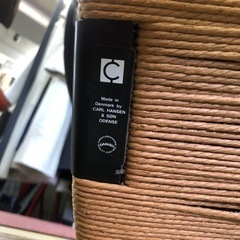 Made in
Denmark by
CARL HANSEN
& SØN
ODENSE